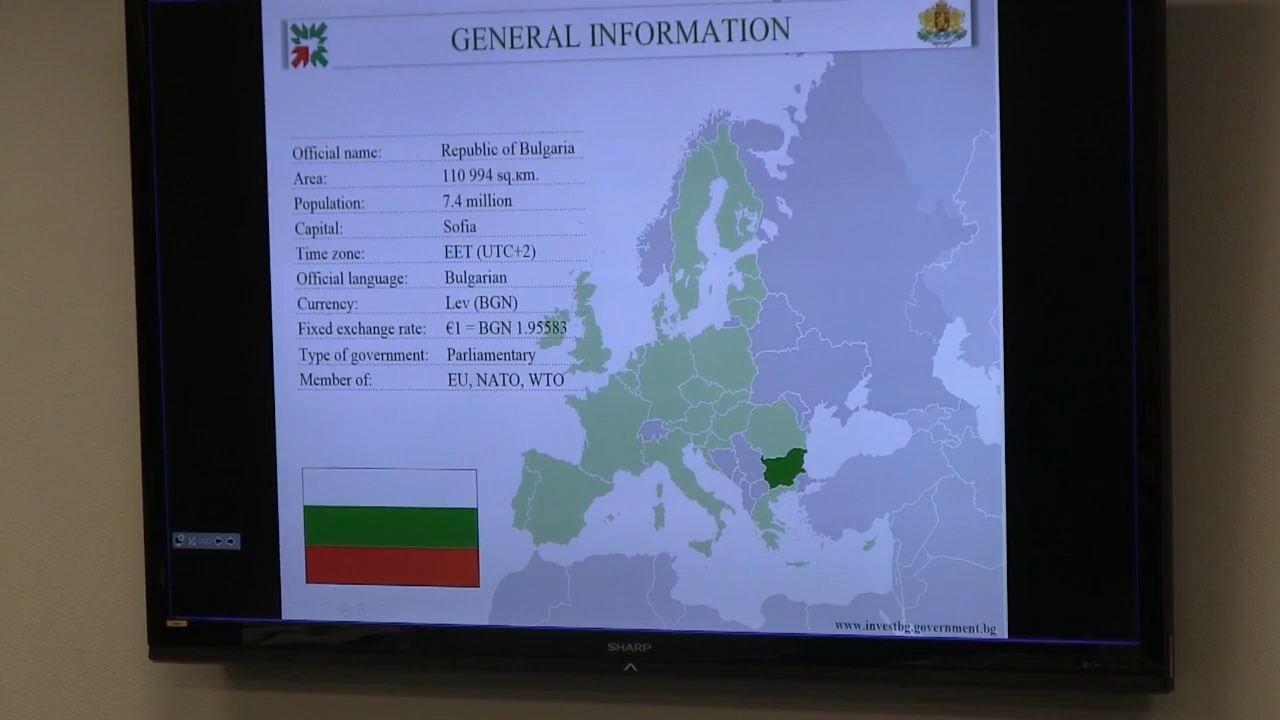 GENERAL INFORMATION
Official name: Republic of Bulgaria
Area: 110 994 sq.км.
Population: 7.4 million
Capital: Sofia
Time zone: EET (UTC+2)
Official language: Bulgarian
Currency: Lev (BGN)
Fixed exchange rate: €1 = BGN 1.95583
Type of government: Parliamentary
Member of: EU, NATO, WTO
www.investbg.government.bg
SHARP